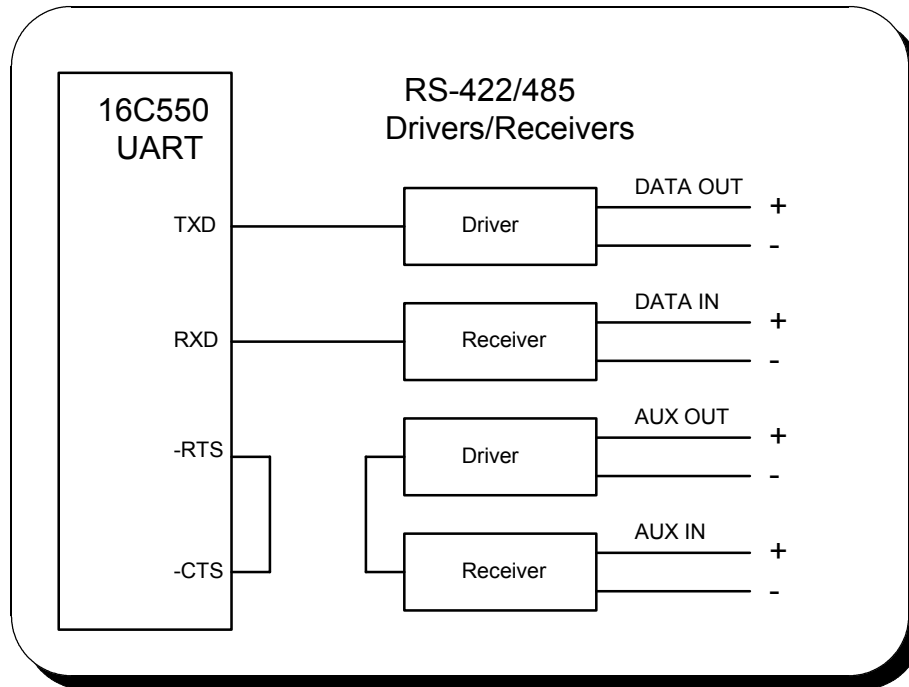 16C550
UART
RS-422/485
Drivers/Receivers
TXD
Driver
DATA OUT
+
-
RXD
Receiver
DATA IN
+
-
-RTS
Driver
AUX OUT
+
-
-CTS
Receiver
AUX IN
+
-